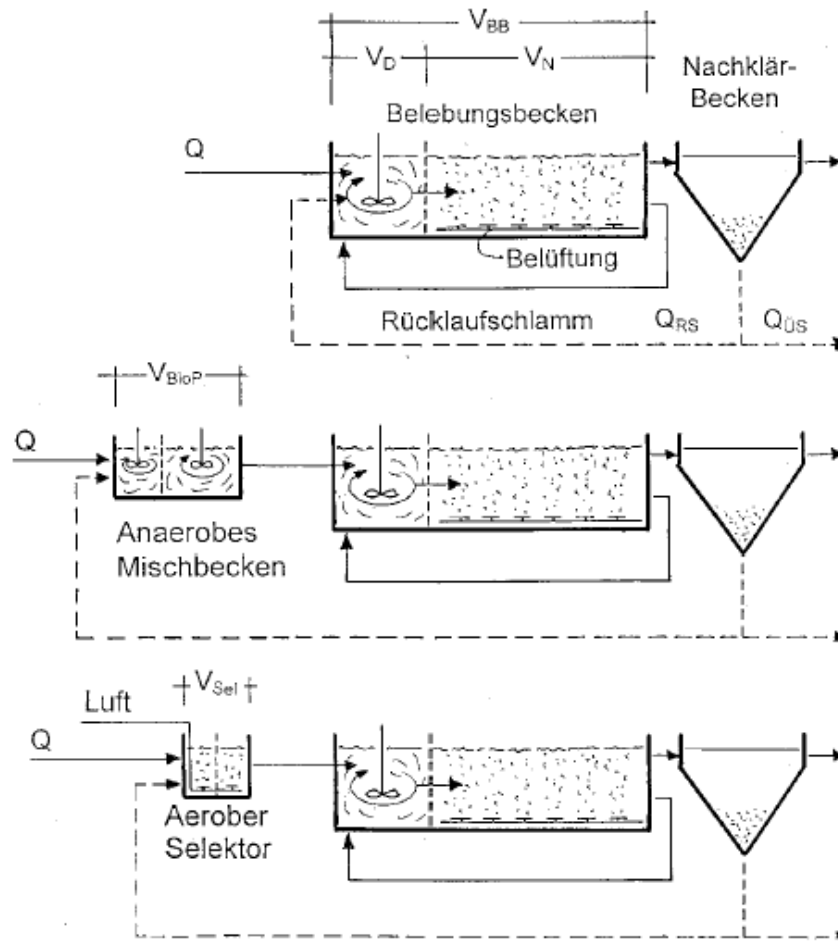 V_BB
V_D V_N
Nachklär-
Becken
Belebungsbecken
Q
Belüftung
Rücklaufschlamm Q_RS Q_ÜS
V_BioP
Q
Anaerobes
Mischbecken
V_Sel
Luft
Q
Aerober
Selektor